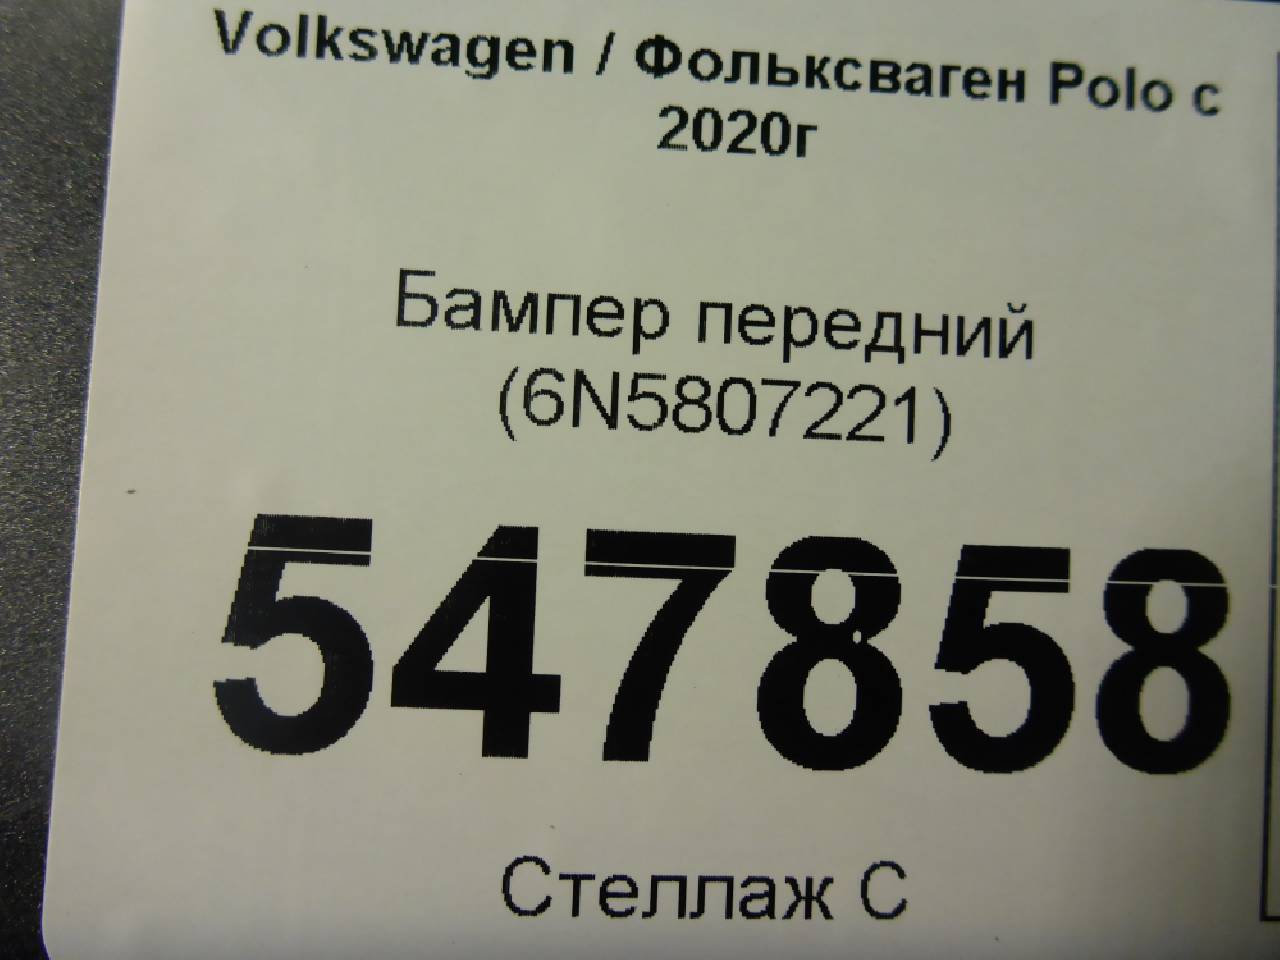 Volkswagen / Фольксваген Polo с
2020г
Бампер передний
(6N5807221)
547858
Стеллаж С